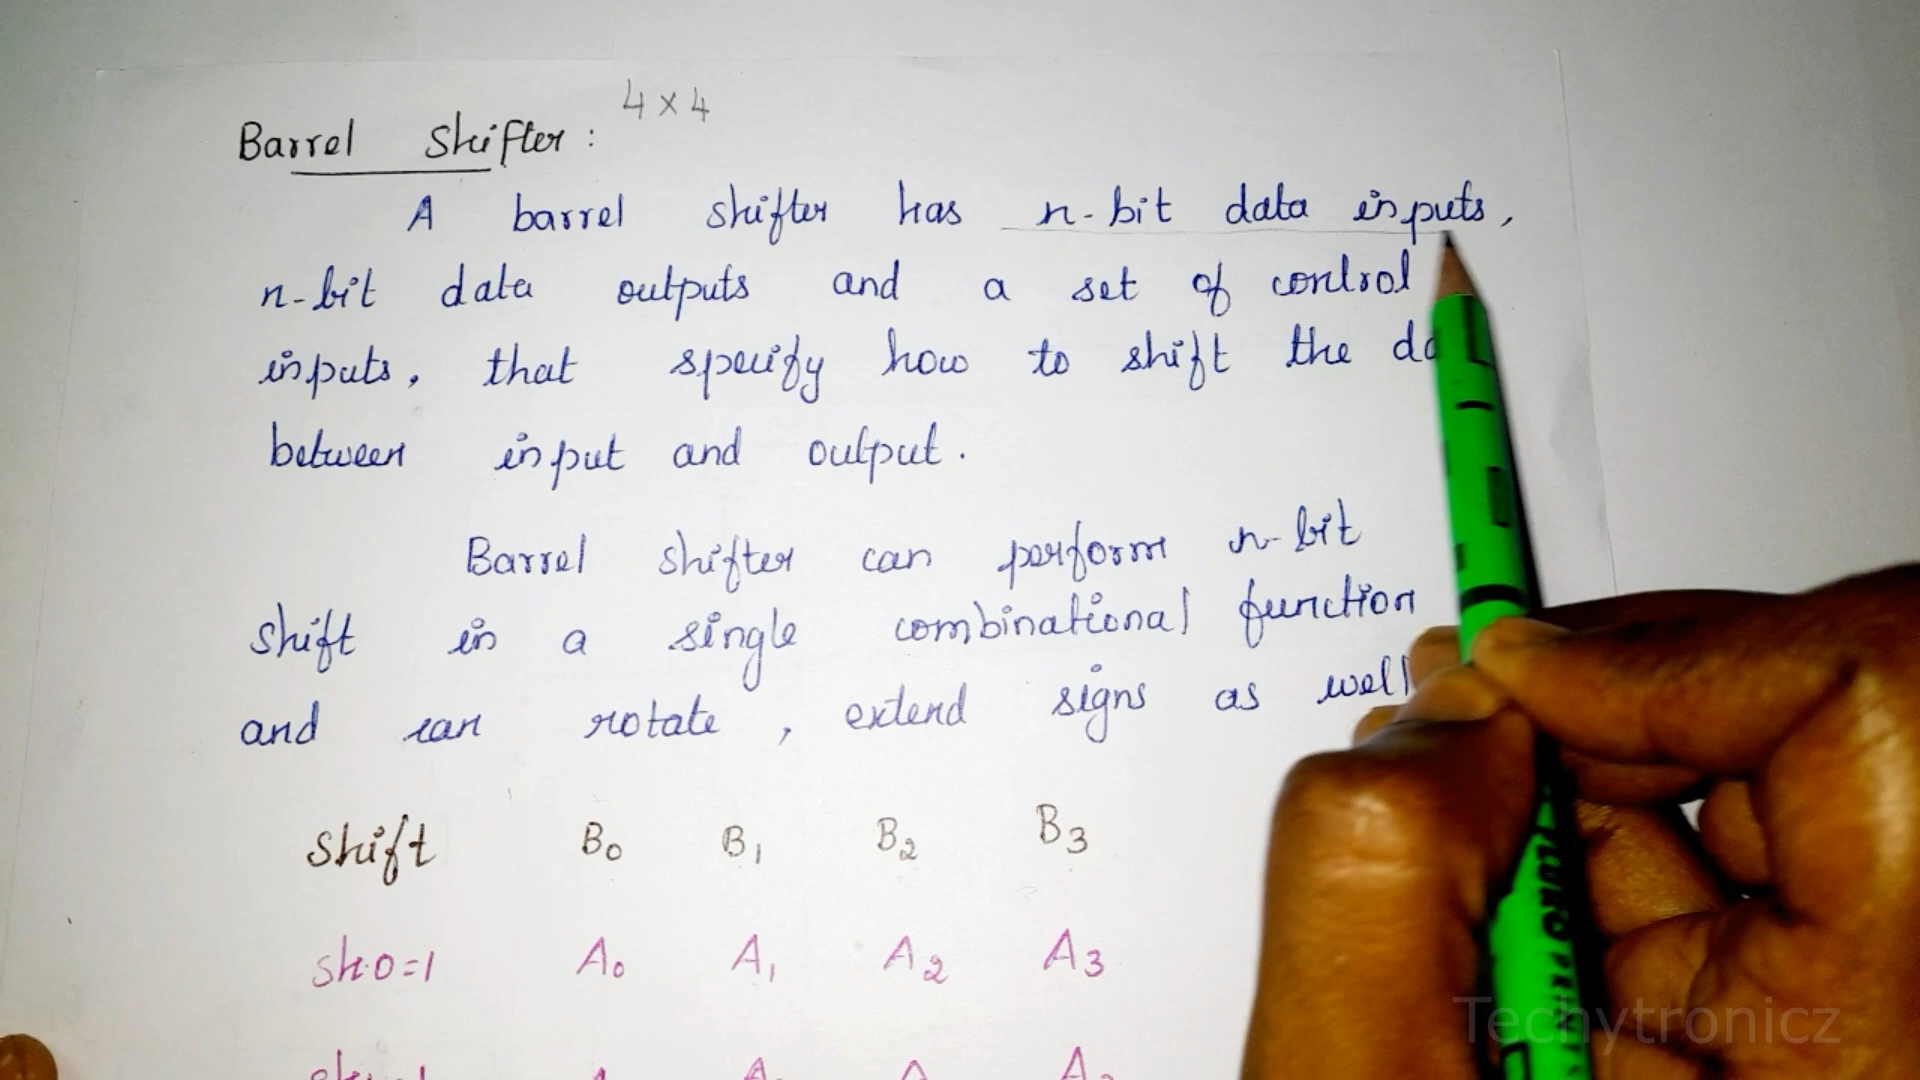 4 x 4
Barrel Shifter :
A barrel shifter has n-bit data inputs,
n-bit data outputs and a set of control
inputs, that specify how to shift the
between input and output.
Barrel shifter can perform n-bit
shift in a single combinational function
and can rotate, extend signs as well
Shift B0 B1 B2 B3
sh0=1 A0 A1 A2 A3
Techytronicz